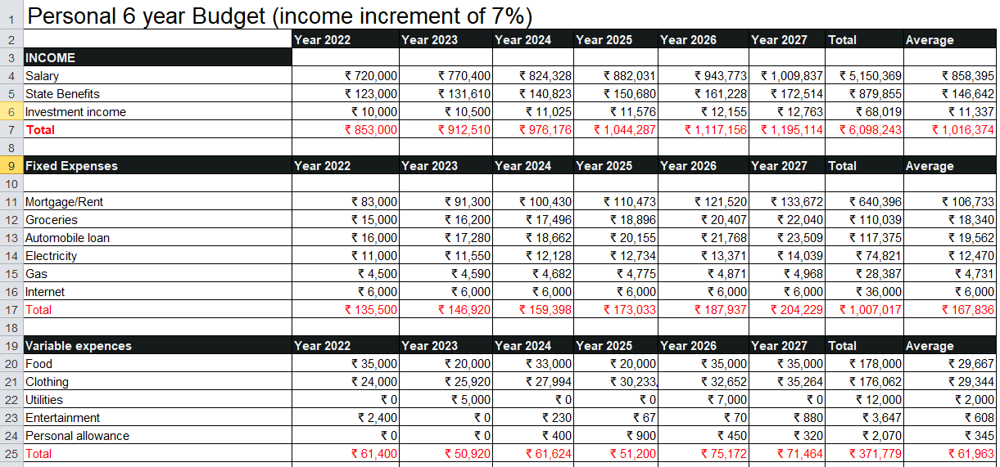 1 Personal 6 year Budget (income increment of 7%)
2 Year 2022 Year 2023 Year 2024 Year 2025 Year 2026 Year 2027 Total Average
3 INCOME
4 Salary ₹ 720,000 ₹ 770,400 ₹ 824,328 ₹ 882,031 ₹ 943,773 ₹ 1,009,837 ₹ 5,150,369 ₹ 858,395
5 State Benefits ₹ 123,000 ₹ 131,610 ₹ 140,823 ₹ 150,680 ₹ 161,228 ₹ 172,514 ₹ 879,855 ₹ 146,642
6 Investment income ₹ 10,000 ₹ 10,500 ₹ 11,025 ₹ 11,576 ₹ 12,155 ₹ 12,763 ₹ 68,019 ₹ 11,337
7 Total ₹ 853,000 ₹ 912,510 ₹ 976,176 ₹ 1,044,287 ₹ 1,117,156 ₹ 1,195,114 ₹ 6,098,243 ₹ 1,016,374
8
9 Fixed Expenses Year 2022 Year 2023 Year 2024 Year 2025 Year 2026 Year 2027 Total Average
10
11 Mortgage/Rent ₹ 83,000 ₹ 91,300 ₹ 100,430 ₹ 110,473 ₹ 121,520 ₹ 133,672 ₹ 640,396 ₹ 106,733
12 Groceries ₹ 15,000 ₹ 16,200 ₹ 17,496 ₹ 18,896 ₹ 20,407 ₹ 22,040 ₹ 110,039 ₹ 18,340
13 Automobile loan ₹ 16,000 ₹ 17,280 ₹ 18,662 ₹ 20,155 ₹ 21,768 ₹ 23,509 ₹ 117,375 ₹ 19,562
14 Electricity ₹ 11,000 ₹ 11,550 ₹ 12,128 ₹ 12,734 ₹ 13,371 ₹ 14,039 ₹ 74,821 ₹ 12,470
15 Gas ₹ 4,500 ₹ 4,590 ₹ 4,682 ₹ 4,775 ₹ 4,871 ₹ 4,968 ₹ 28,387 ₹ 4,731
16 Internet ₹ 6,000 ₹ 6,000 ₹ 6,000 ₹ 6,000 ₹ 6,000 ₹ 6,000 ₹ 36,000 ₹ 6,000
17 Total ₹ 135,500 ₹ 146,920 ₹ 159,398 ₹ 173,033 ₹ 187,937 ₹ 204,229 ₹ 1,007,017 ₹ 167,836
18
19 Variable expences Year 2022 Year 2023 Year 2024 Year 2025 Year 2026 Year 2027 Total Average
20 Food ₹ 35,000 ₹ 20,000 ₹ 33,000 ₹ 20,000 ₹ 35,000 ₹ 35,000 ₹ 178,000 ₹ 29,667
21 Clothing ₹ 24,000 ₹ 25,920 ₹ 27,994 ₹ 30,233 ₹ 32,652 ₹ 35,264 ₹ 176,062 ₹ 29,344
22 Utilities ₹ 0 ₹ 5,000 ₹ 0 ₹ 0 ₹ 7,000 ₹ 0 ₹ 12,000 ₹ 2,000
23 Entertainment ₹ 2,400 ₹ 0 ₹ 230 ₹ 67 ₹ 70 ₹ 880 ₹ 3,647 ₹ 608
24 Personal allowance ₹ 0 ₹ 0 ₹ 400 ₹ 900 ₹ 450 ₹ 320 ₹ 2,070 ₹ 345
25 Total ₹ 61,400 ₹ 50,920 ₹ 61,624 ₹ 51,200 ₹ 75,172 ₹ 71,464 ₹ 371,779 ₹ 61,963